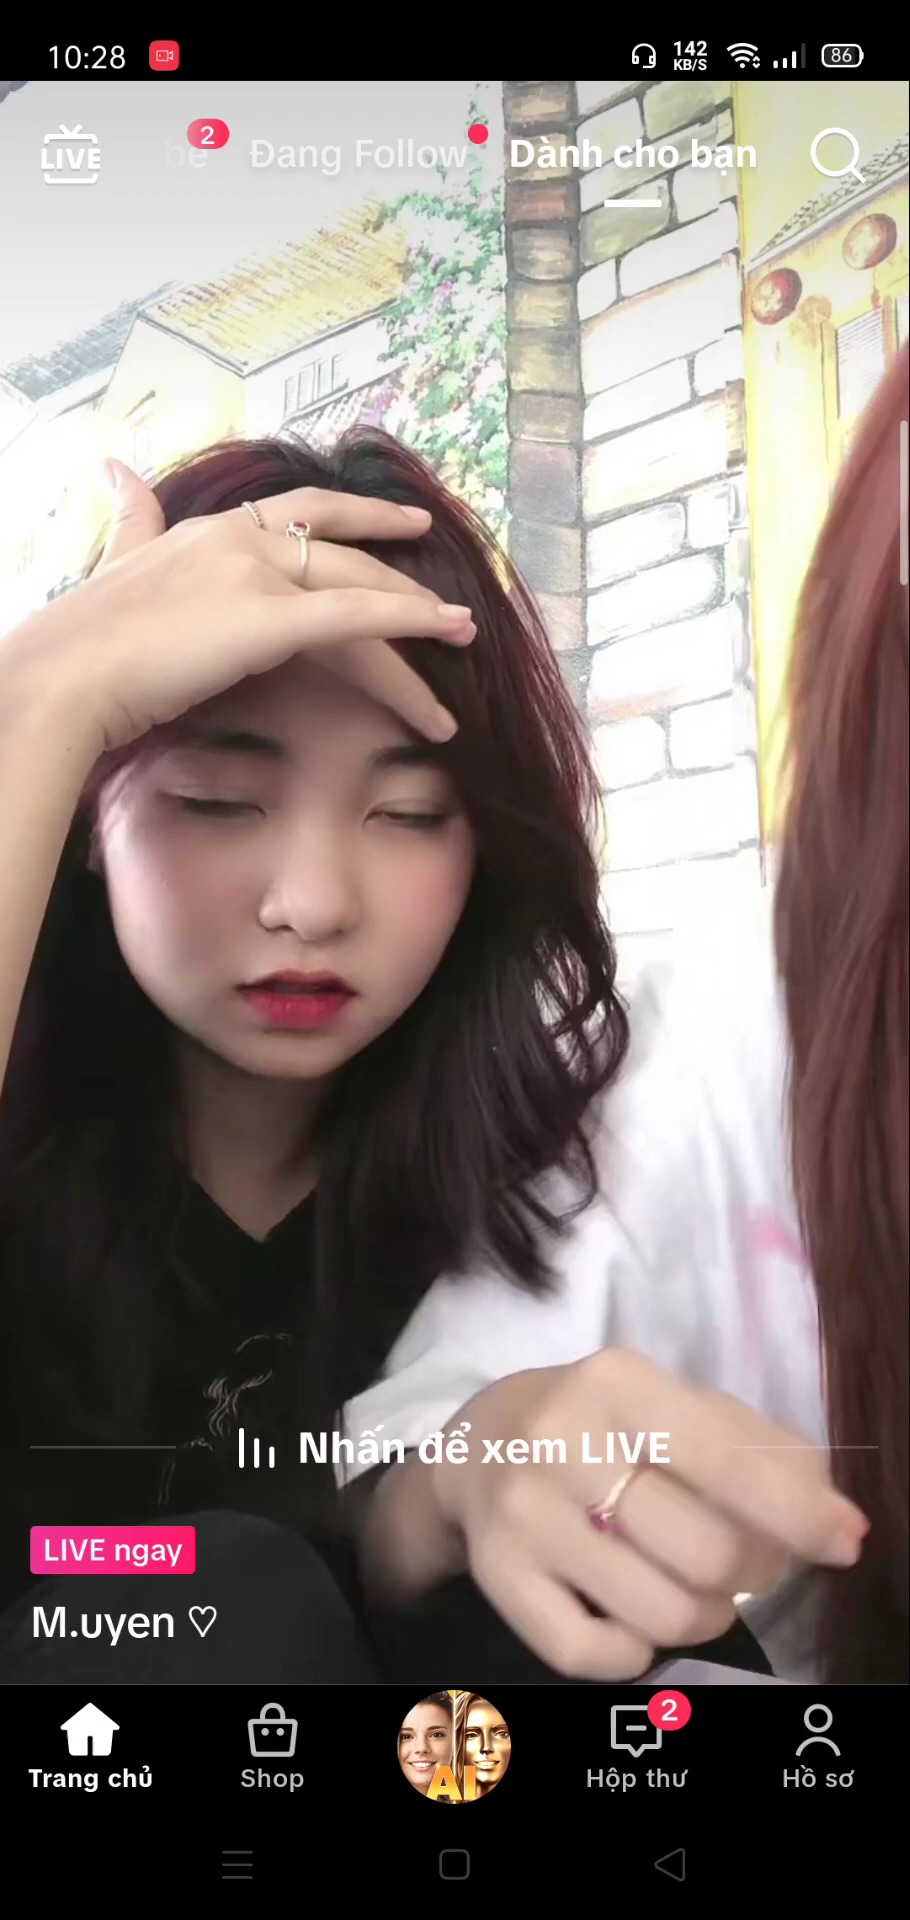 10:28
142
KB/S
86
LIVE
be
2
Đang Follow
Dành cho bạn
Nhấn để xem LIVE
LIVE ngay
M.uyen ♡
AI
2
Trang chủ
Shop
Hộp thư
Hồ sơ